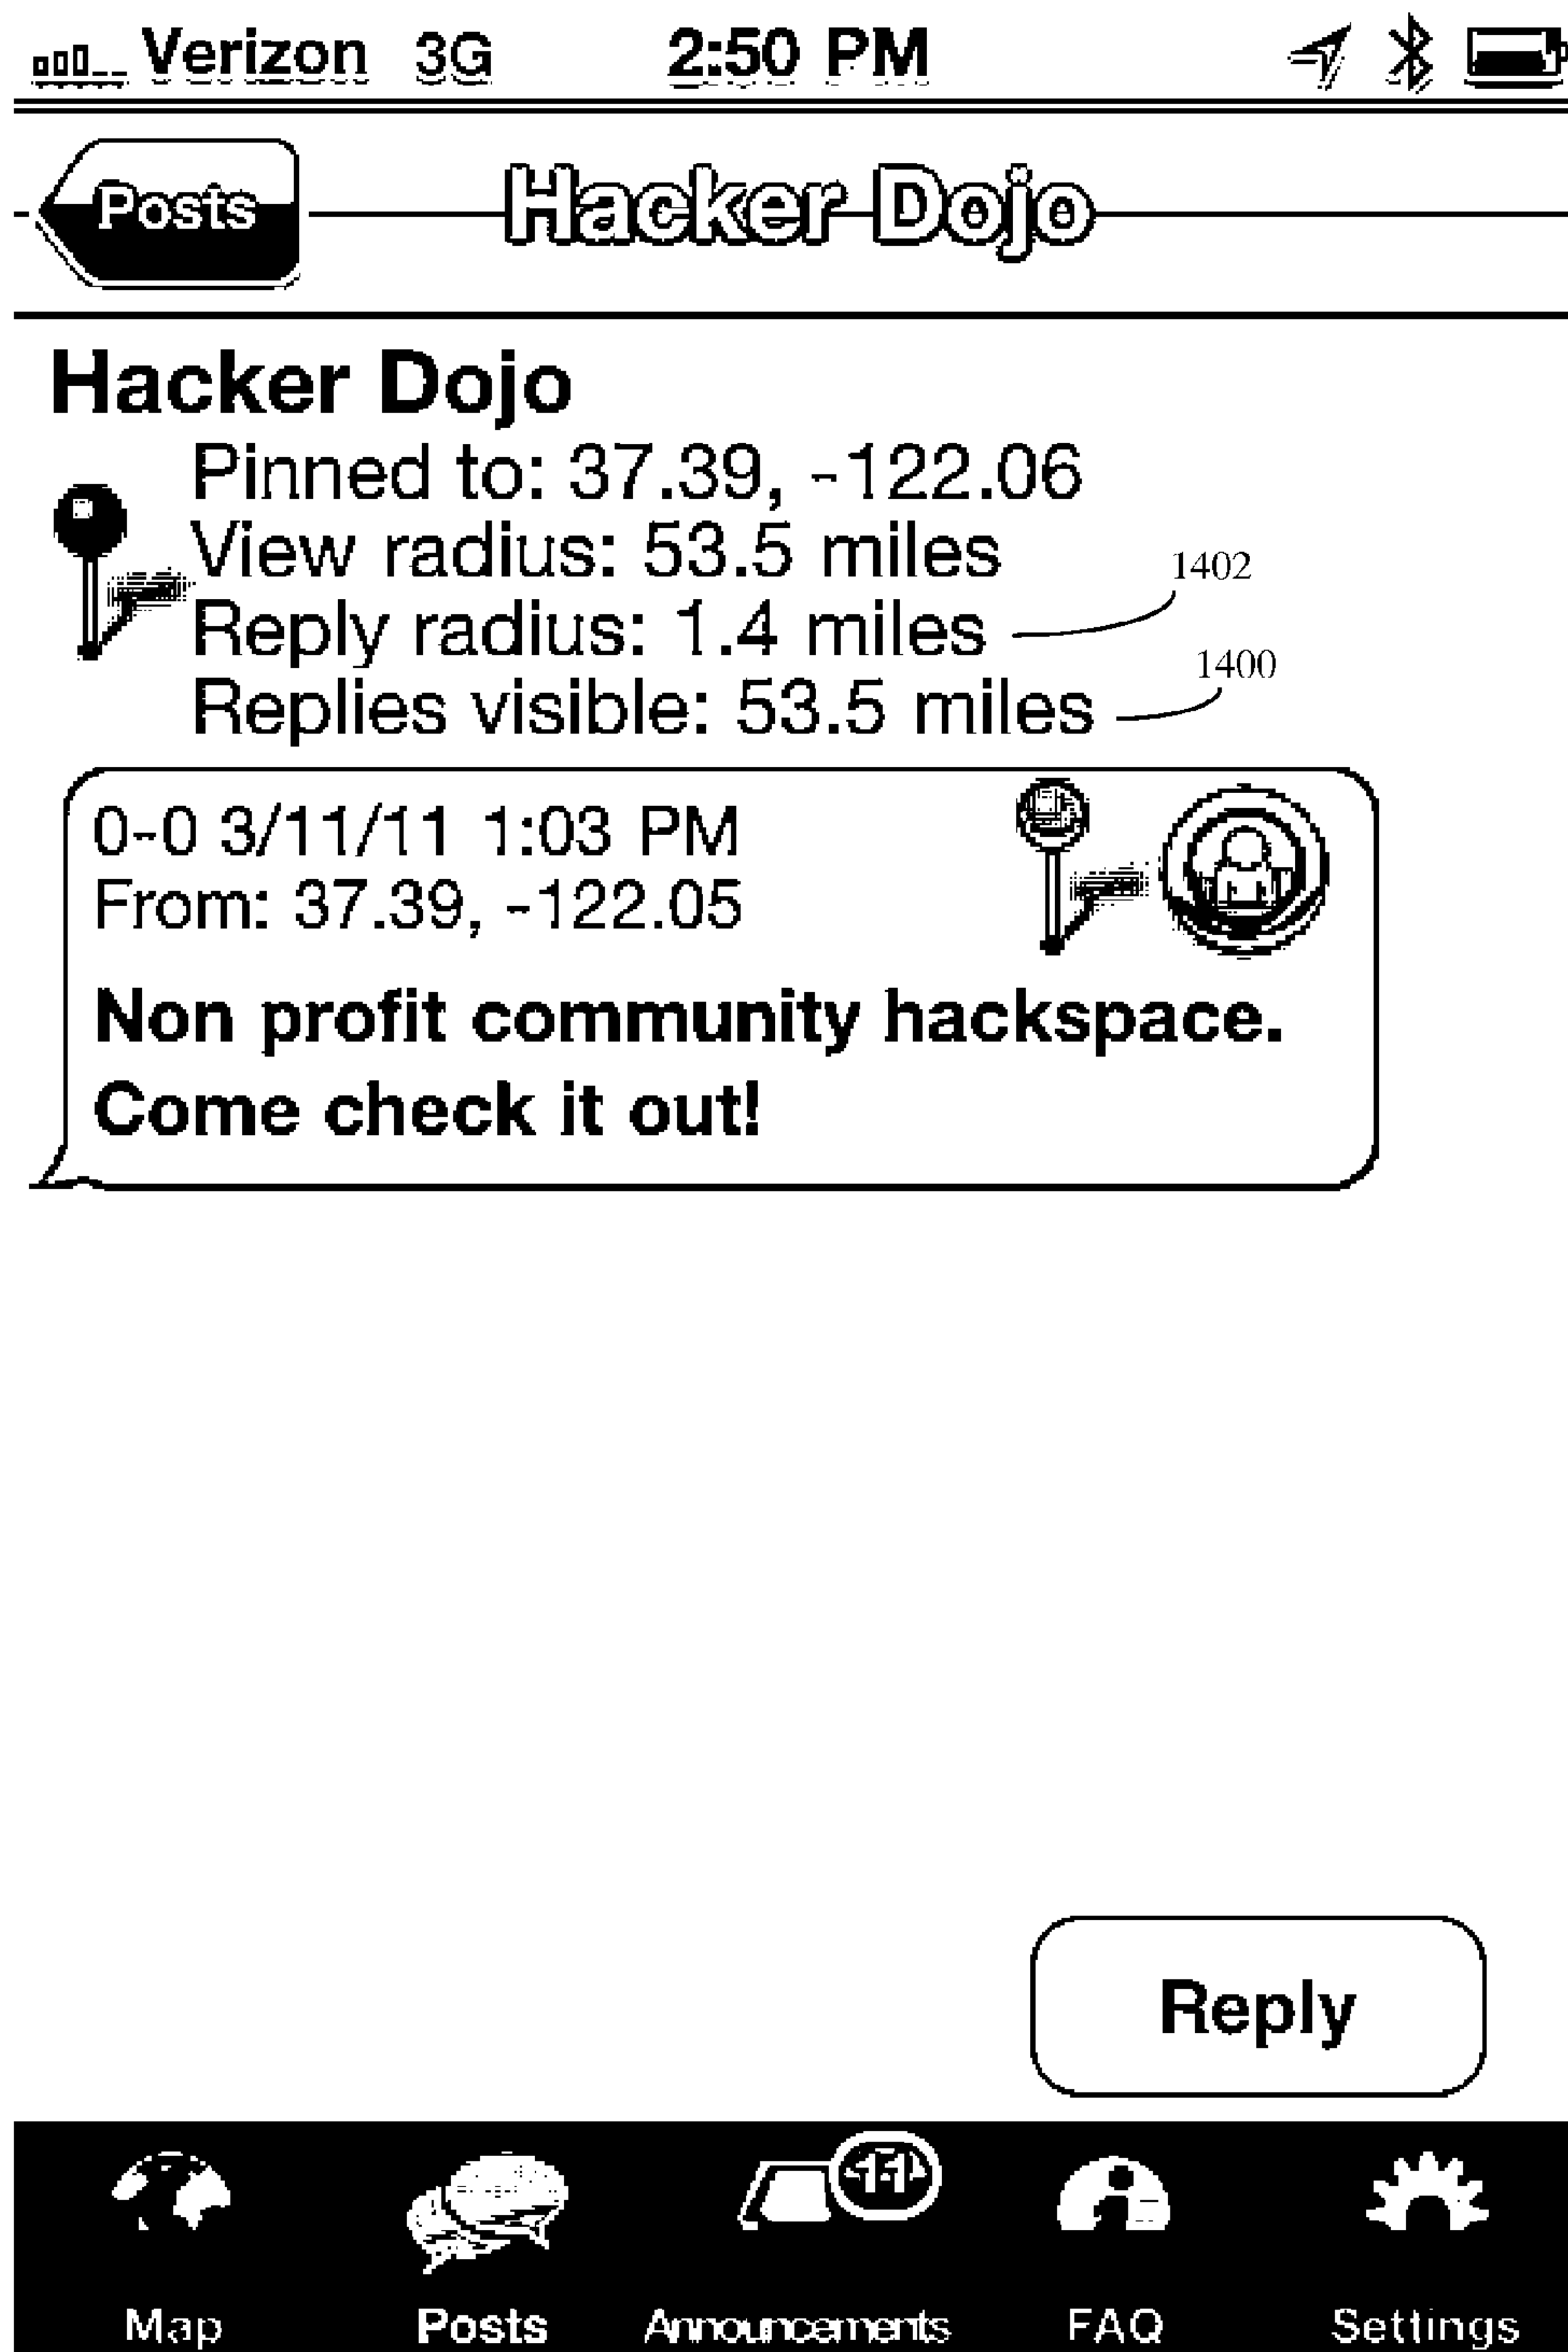 Verizon 3G 2:50 PM
Posts Hacker Dojo
Hacker Dojo
Pinned to: 37.39, -122.06
View radius: 53.5 miles
1402
Reply radius: 1.4 miles
1400
Replies visible: 53.5 miles
0-0 3/11/11 1:03 PM
From: 37.39, -122.05
Non profit community hackspace.
Come check it out!
Reply
11
Map Posts Announcements FAQ Settings